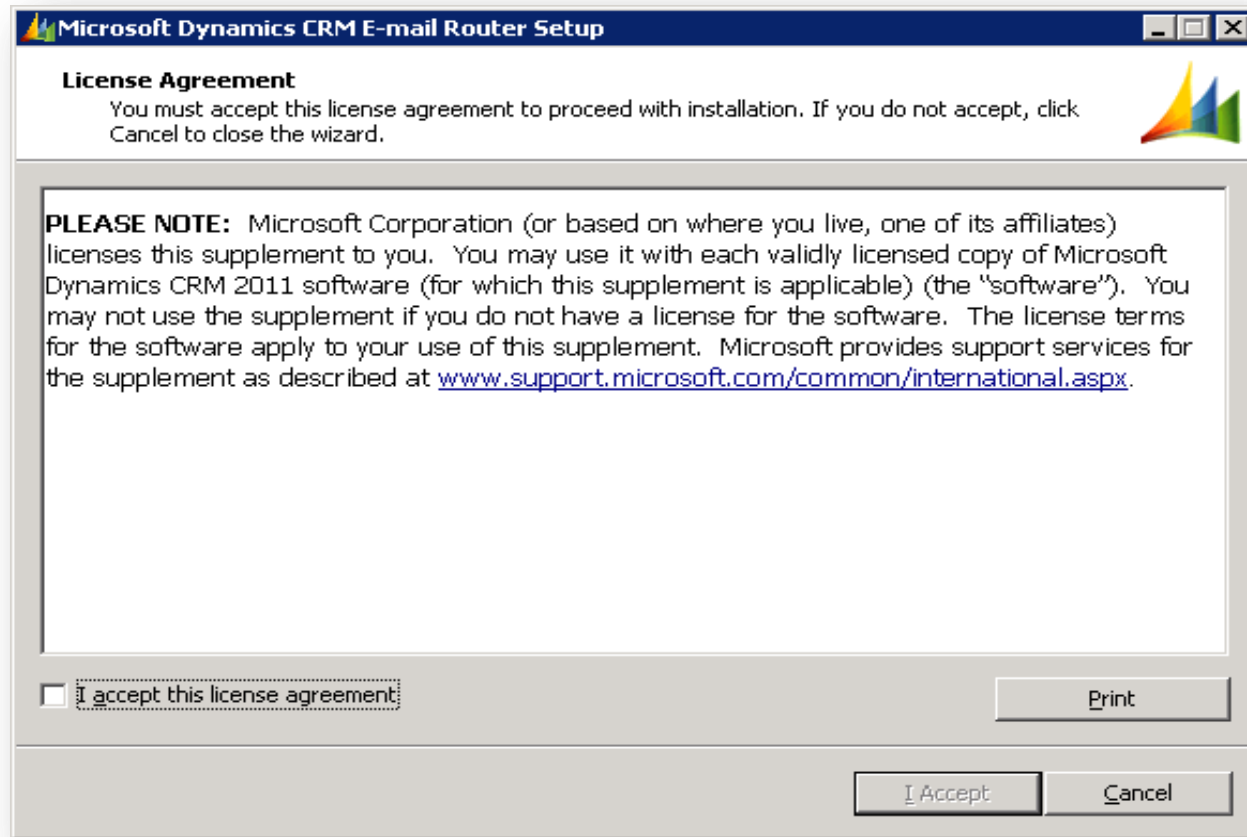 Microsoft Dynamics CRM E-mail Router Setup
License Agreement
You must accept this license agreement to proceed with installation. If you do not accept, click
Cancel to close the wizard.
PLEASE NOTE: Microsoft Corporation (or based on where you live, one of its affiliates)
licenses this supplement to you. You may use it with each validly licensed copy of Microsoft
Dynamics CRM 2011 software (for which this supplement is applicable) (the “software”). You
may not use the supplement if you do not have a license for the software. The license terms
for the software apply to your use of this supplement. Microsoft provides support services for
the supplement as described at www.support.microsoft.com/common/international.aspx.
I accept this license agreement
Print
I Accept
Cancel